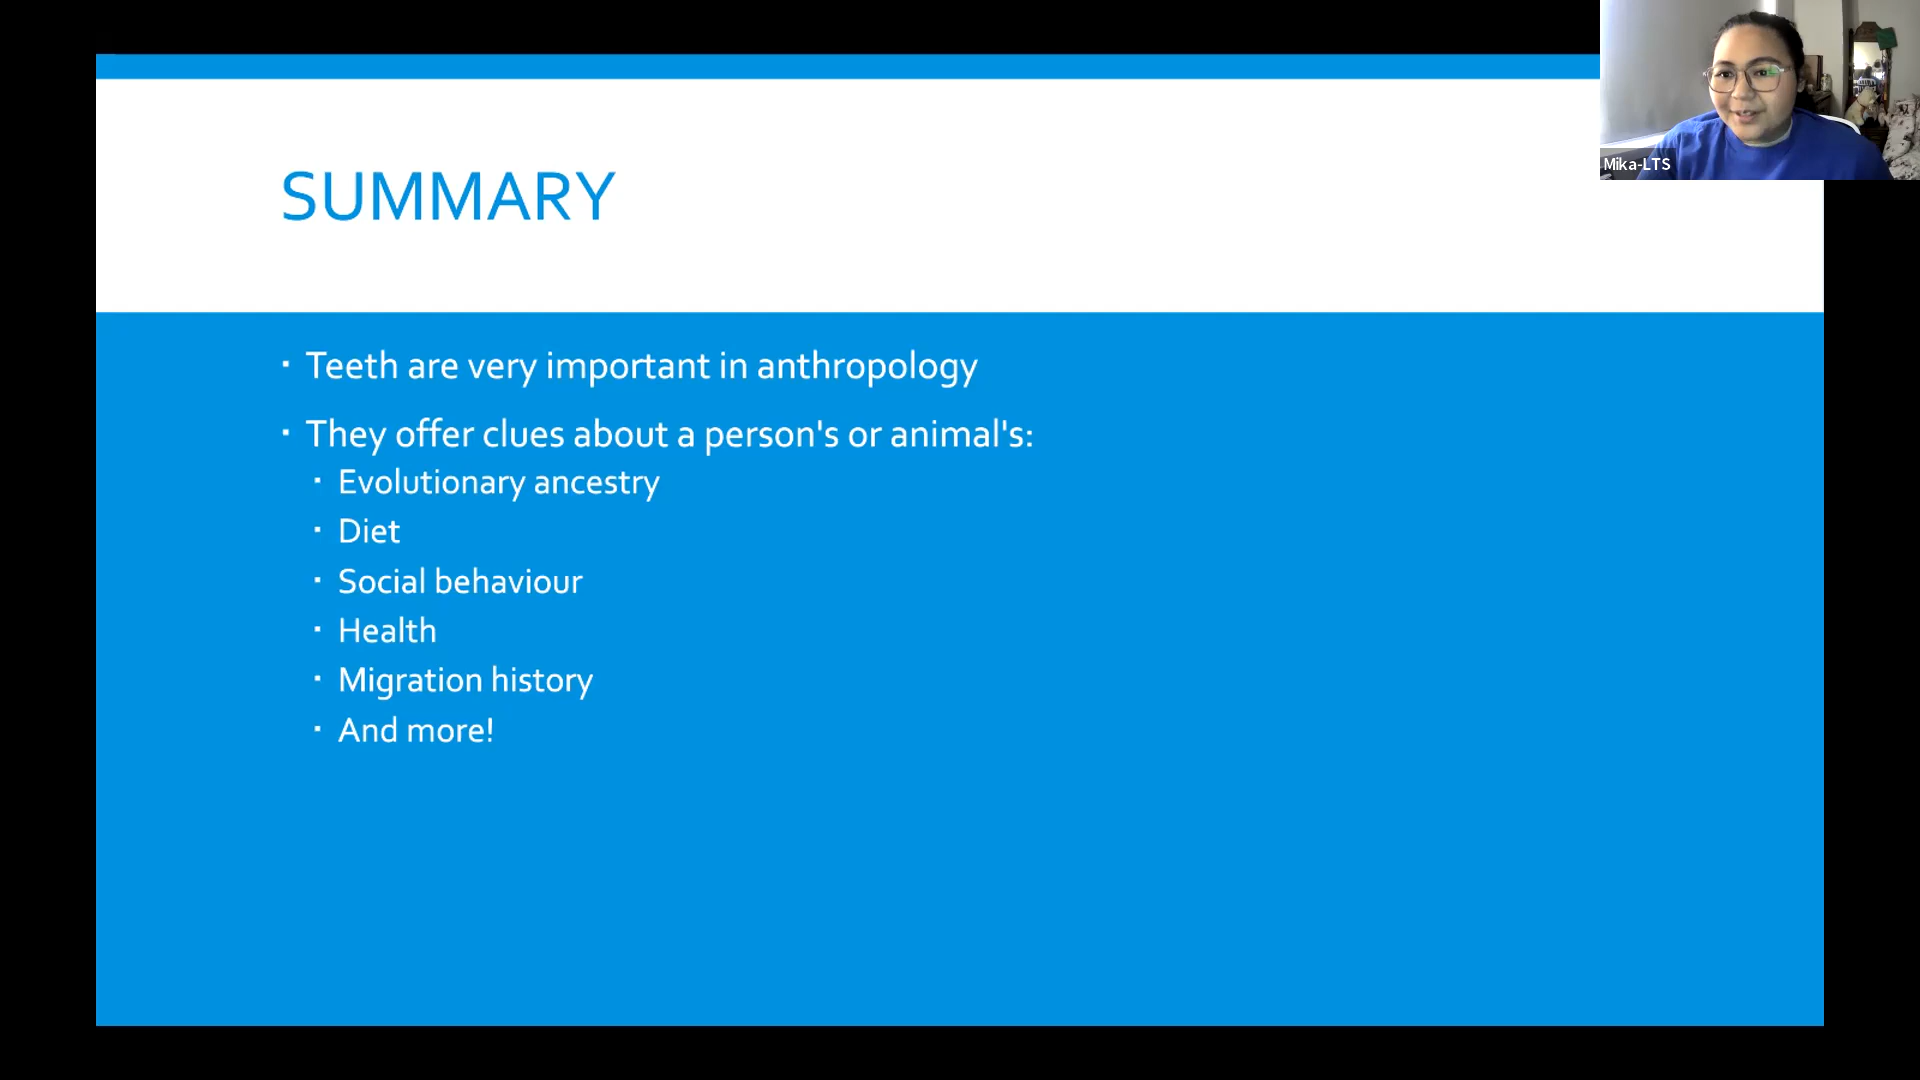 SUMMARY
Mika-LTS
▪ Teeth are very important in anthropology
▪ They offer clues about a person's or animal's:
▪ Evolutionary ancestry
▪ Diet
▪ Social behaviour
▪ Health
▪ Migration history
▪ And more!